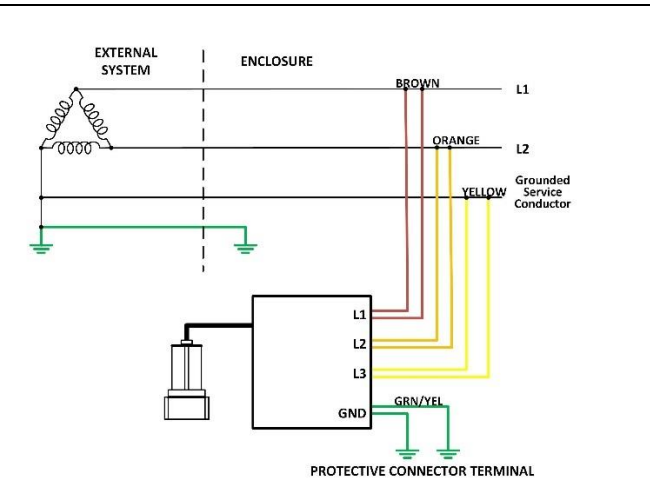 EXTERNAL
SYSTEM
ENCLOSURE
BROWN
L1
ORANGE
L2
YELLOW
Grounded
Service
Conductor
L1
L2
L3
GND
GRN/YEL
PROTECTIVE CONNECTOR TERMINAL